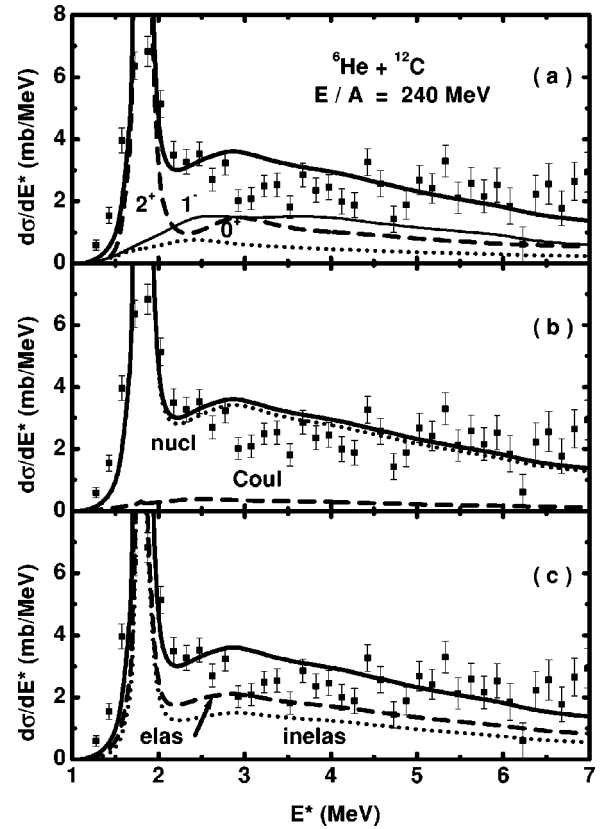 8
6
4
2
0
dσ/dE* (mb/MeV)
⁶He + ¹²C
E / A = 240 MeV
( a )
2⁺
1⁻
0⁺
6
4
2
0
dσ/dE* (mb/MeV)
( b )
nucl
Coul
6
4
2
0
dσ/dE* (mb/MeV)
( c )
elas
inelas
1 2 3 4 5 6 7
E* (MeV)